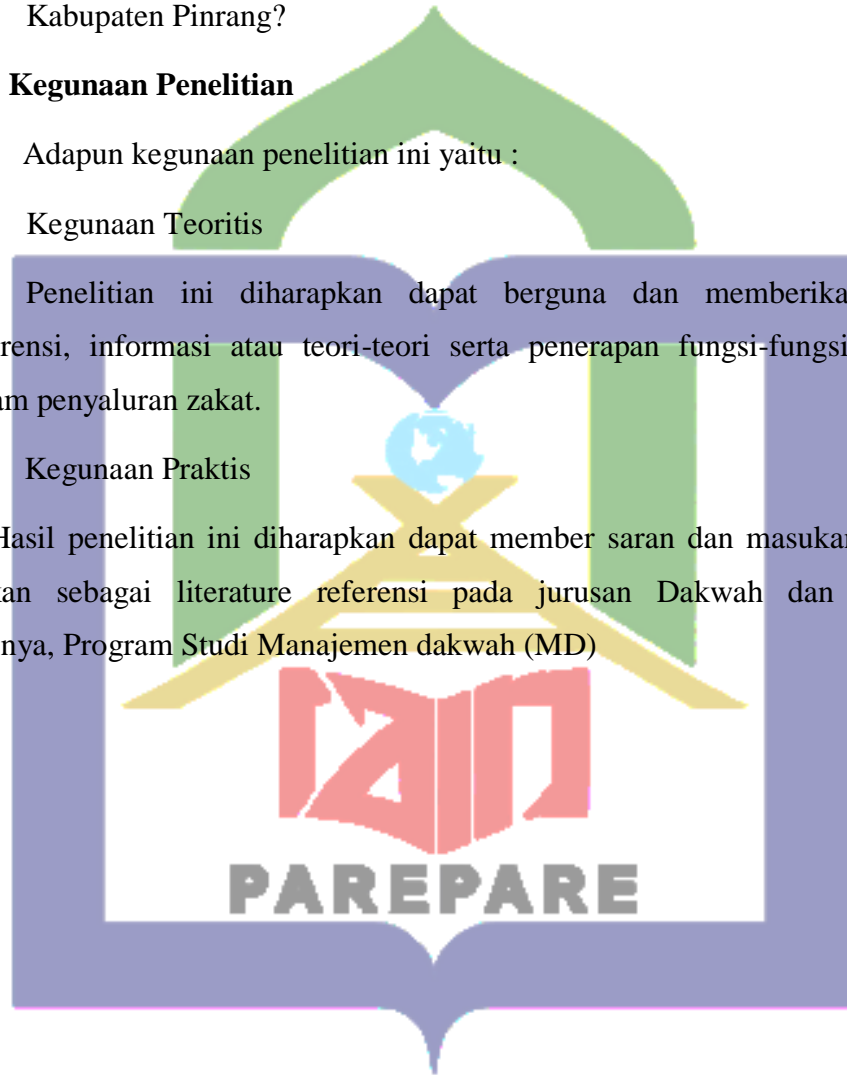 Kabupaten Pinrang?
Kegunaan Penelitian
Adapun kegunaan penelitian ini yaitu :
Kegunaan Teoritis
Penelitian ini diharapkan dapat berguna dan memberika
rensi, informasi atau teori-teori serta penerapan fungsi-fungsi
am penyaluran zakat.
Kegunaan Praktis
Hasil penelitian ini diharapkan dapat member saran dan masukan
kan sebagai literature referensi pada jurusan Dakwah dan
nya, Program Studi Manajemen dakwah (MD)
IAIN
PAREPARE